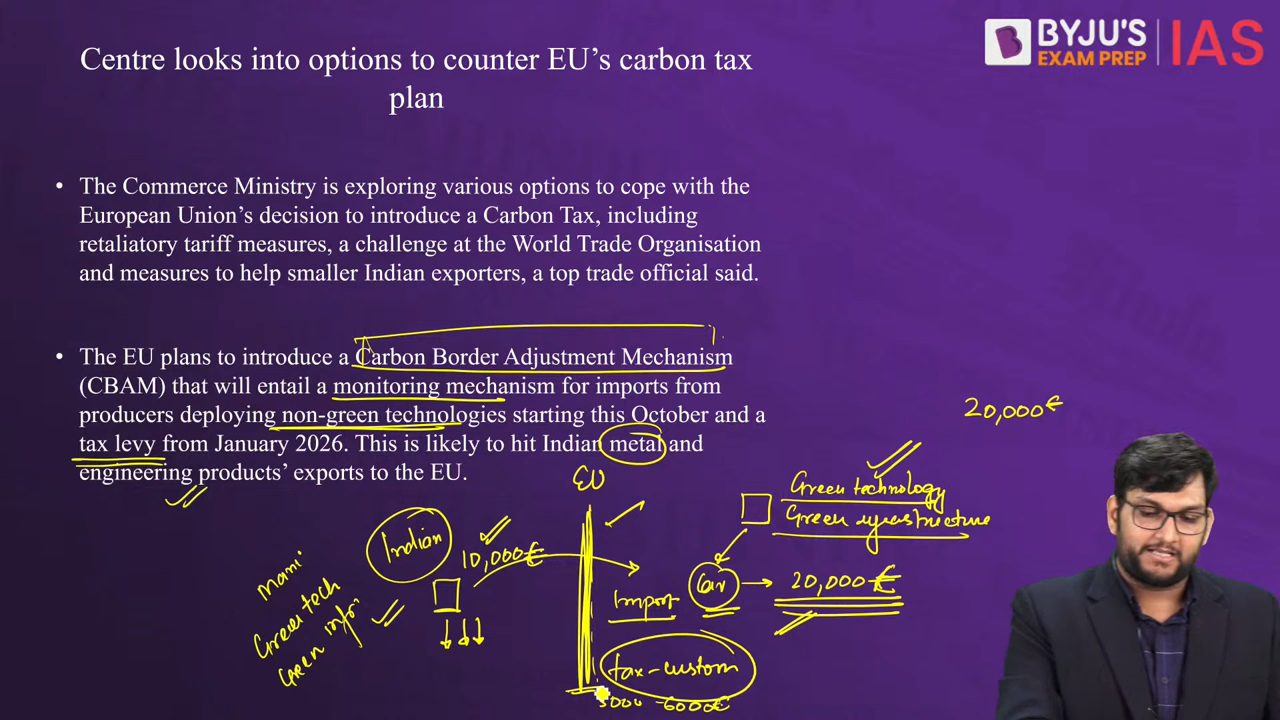 Centre looks into options to counter EU's carbon tax
plan
BYJU'S
EXAM PREP
IAS
• The Commerce Ministry is exploring various options to cope with the
European Union's decision to introduce a Carbon Tax, including
retaliatory tariff measures, a challenge at the World Trade Organisation
and measures to help smaller Indian exporters, a top trade official said.
• The EU plans to introduce a Carbon Border Adjustment Mechanism
(CBAM) that will entail a monitoring mechanism for imports from
producers deploying non-green technologies starting this October and a
tax levy from January 2026. This is likely to hit Indian metal and
engineering products' exports to the EU.
20,000€
EU
Green technology
Green infrastructure
Indian
10,000€
Car
20,000€
Import
Green tech
Green infr
tax-custom
5000 -6000€